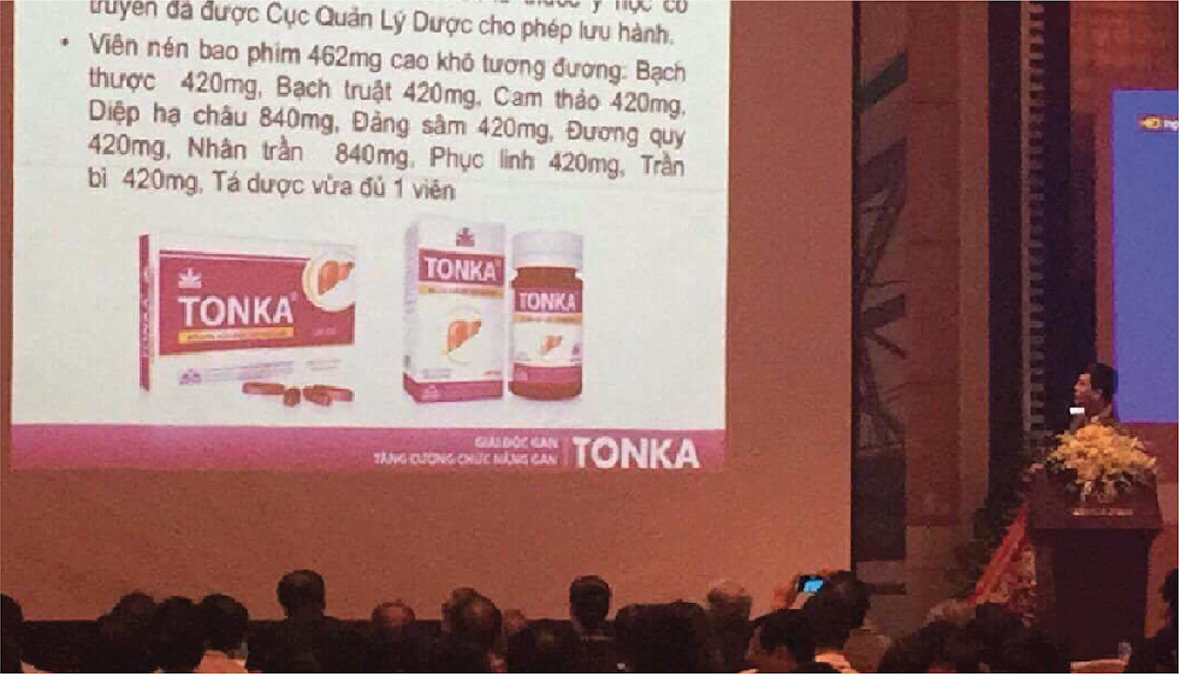 truyền đã được Cục Quản Lý Dược cho phép lưu hành.
• Viên nén bao phim 462mg cao khô tương đương: Bạch
thược 420mg, Bạch truật 420mg, Cam thảo 420mg,
Diệp hạ châu 840mg, Đảng sâm 420mg, Đương quy
420mg, Nhân trần 840mg, Phục linh 420mg, Trần
bì 420mg, Tá dược vừa đủ 1 viên
TONKA
TONKA
TONKA
TONKA
GIẢI ĐỘC GAN
TĂNG CƯỜNG CHỨC NĂNG GAN
TONKA